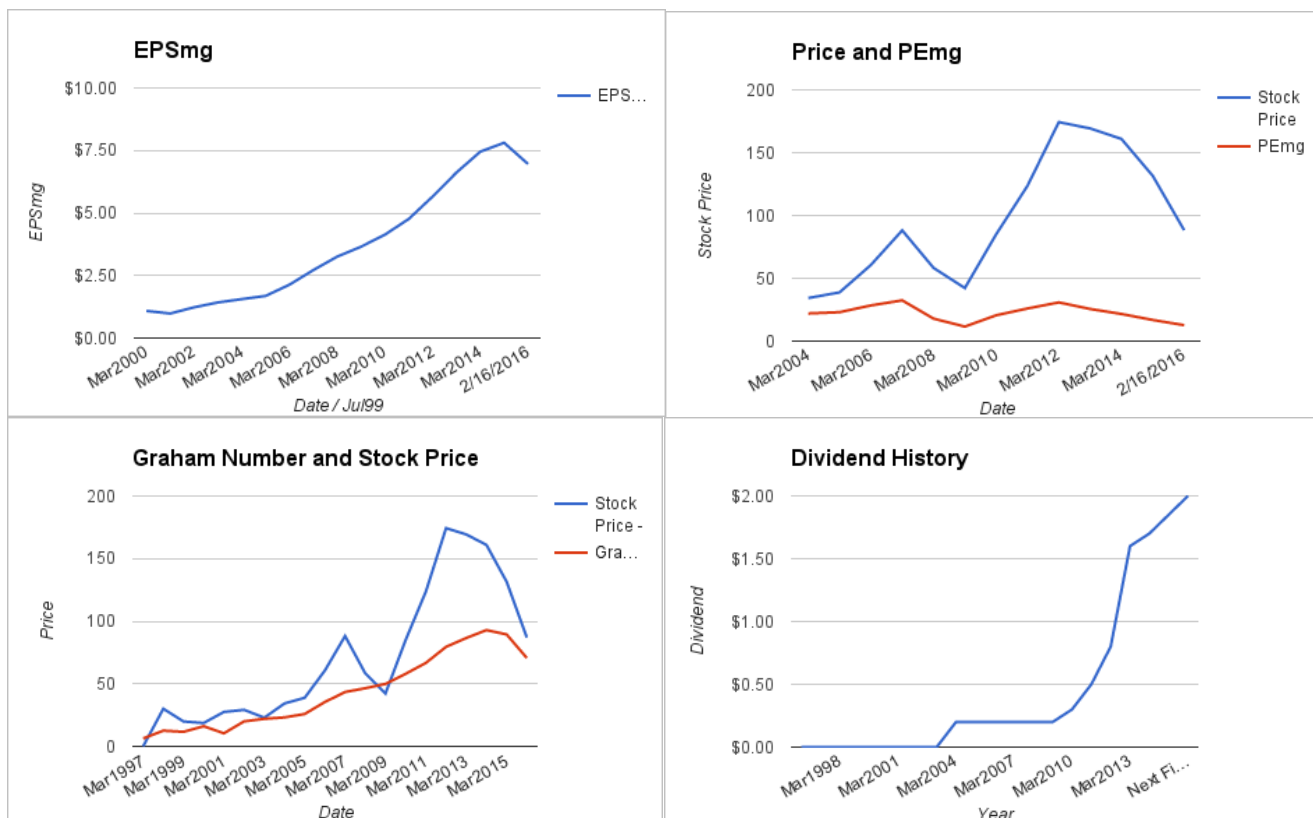 EPSmg
$10.00
$7.50
$5.00
$2.50
$0.00
EPSmg
Mar2000
Mar2002
Mar2004
Mar2006
Mar2008
Mar2010
Mar2012
Mar2014
2/16/2016
Date / Jul99
EPS…
Price and PEmg
200
150
100
50
0
Stock Price
Mar2004
Mar2006
Mar2008
Mar2010
Mar2012
Mar2014
2/16/2016
Date
Stock
Price
PEmg
Graham Number and Stock Price
200
150
100
50
0
Price
Mar1997
Mar1999
Mar2001
Mar2003
Mar2005
Mar2007
Mar2009
Mar2011
Mar2013
Mar2015
Date
Stock
Price -
Gra…
Dividend History
$2.00
$1.50
$1.00
$0.50
$0.00
Dividend
Mar1998
Mar2001
Mar2004
Mar2007
Mar2010
Mar2013
Next Fi…
Year